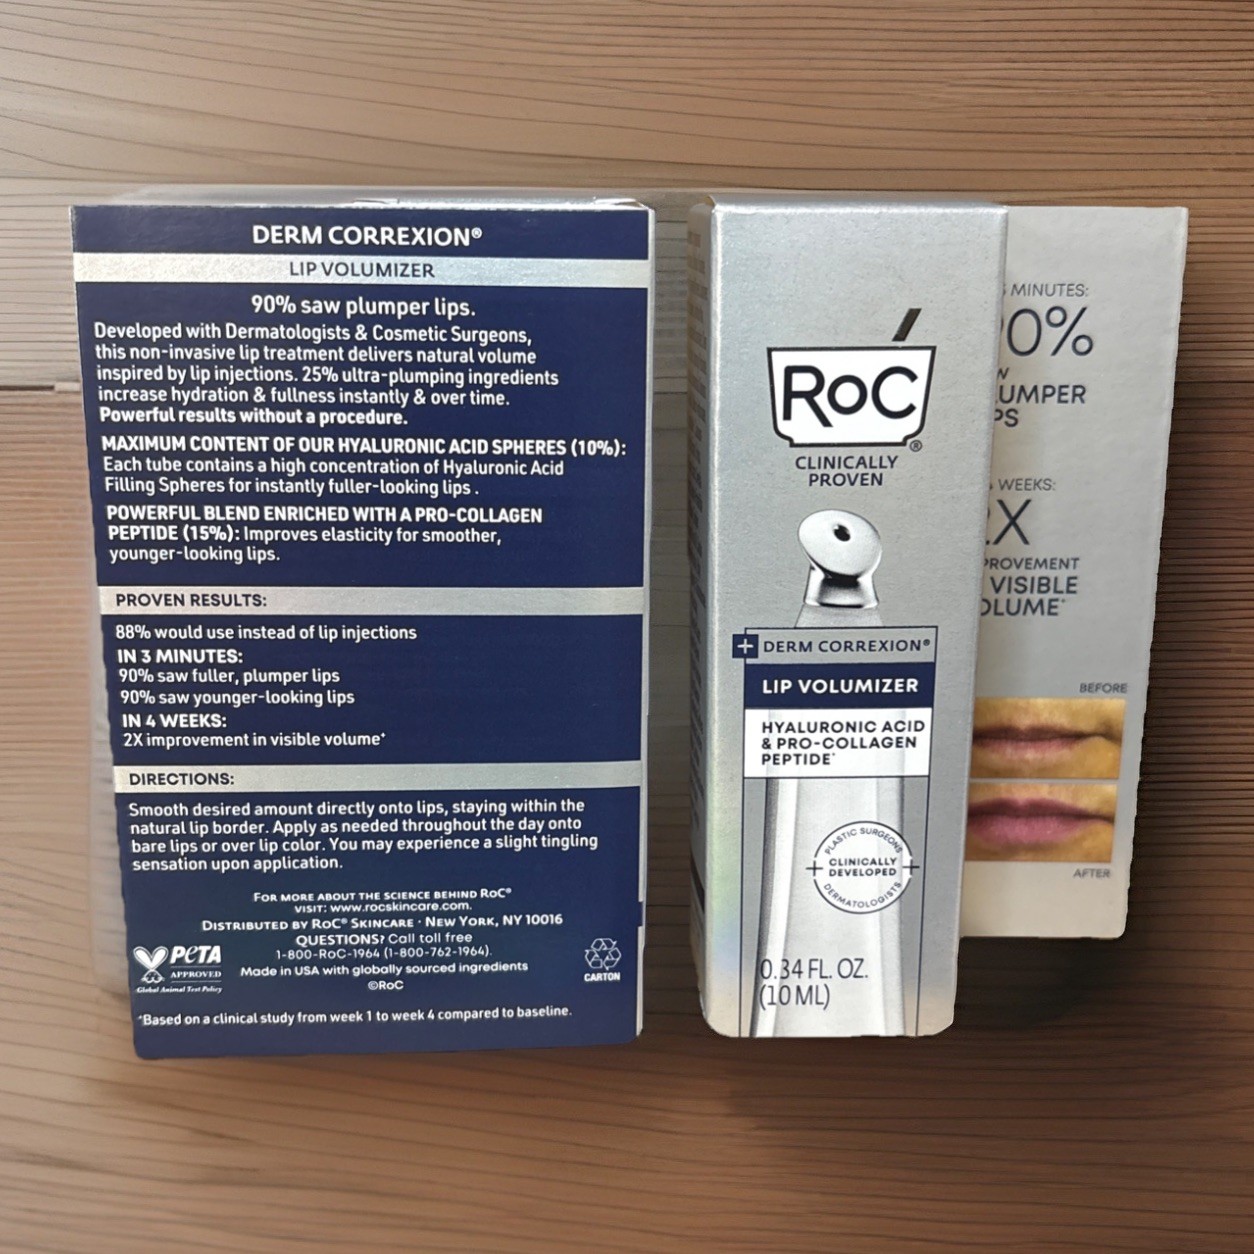 DERM CORREXION®
LIP VOLUMIZER
90% saw plumper lips.
Developed with Dermatologists & Cosmetic Surgeons,
this non-invasive lip treatment delivers natural volume
inspired by lip injections. 25% ultra-plumping ingredients
increase hydration & fullness instantly & over time.
Powerful results without a procedure.
MAXIMUM CONTENT OF OUR HYALURONIC ACID SPHERES (10%):
Each tube contains a high concentration of Hyaluronic Acid
Filling Spheres for instantly fuller-looking lips.
POWERFUL BLEND ENRICHED WITH A PRO-COLLAGEN
PEPTIDE (15%): Improves elasticity for smoother,
younger-looking lips.
PROVEN RESULTS:
88% would use instead of lip injections
IN 3 MINUTES:
90% saw fuller, plumper lips
90% saw younger-looking lips
IN 4 WEEKS:
2X improvement in visible volume⁺
DIRECTIONS:
Smooth desired amount directly onto lips, staying within the
natural lip border. Apply as needed throughout the day onto
bare lips or over lip color. You may experience a slight tingling
sensation upon application.
FOR MORE ABOUT THE SCIENCE BEHIND RoC®
VISIT: www.rocskincare.com.
DISTRIBUTED BY RoC® SKINCARE · NEW YORK, NY 10016
QUESTIONS? Call toll free
1-800-RoC-1964 (1-800-762-1964).
Made in USA with globally sourced ingredients
©RoC
PETA
APPROVED
Global Animal Test Policy
CARTON
⁺Based on a clinical study from week 1 to week 4 compared to baseline.
RoC®
CLINICALLY
PROVEN
DERM CORREXION®
LIP VOLUMIZER
HYALURONIC ACID
& PRO-COLLAGEN
PEPTIDE*
PLASTIC SURGEONS
CLINICALLY
DEVELOPED
DERMATOLOGISTS
0.34 FL. OZ.
(10 ML)
MINUTES:
0%
UMPER
PS
WEEKS:
X
PROVEMENT
VISIBLE
OLUME⁺
BEFORE
AFTER